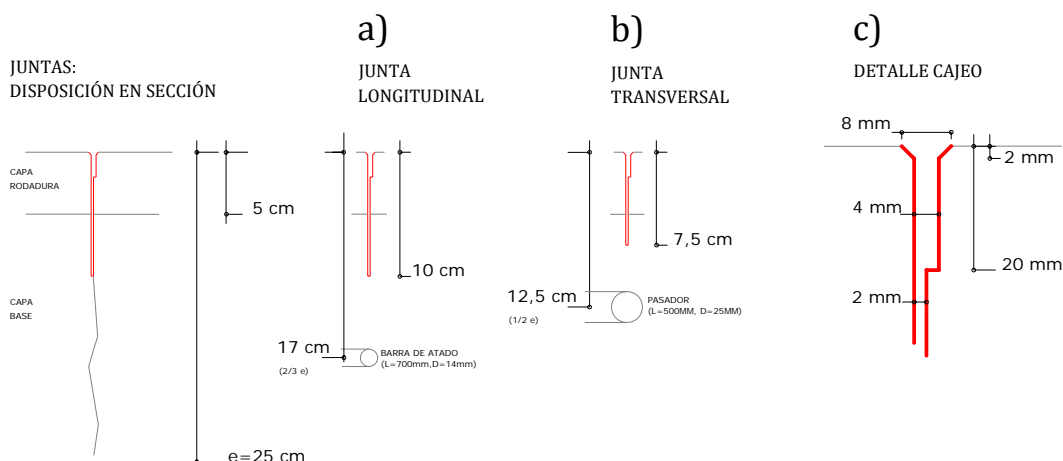 JUNTAS:
DISPOSICIÓN EN SECCIÓN
CAPA
RODADURA
5 cm
CAPA
BASE
e=25 cm
a)
JUNTA
LONGITUDINAL
10 cm
17 cm
(2/3 e)
BARRA DE ATADO
(L=700mm,D=14mm)
b)
JUNTA
TRANSVERSAL
7,5 cm
12,5 cm
(1/2 e)
PASADOR
(L=500MM, D=25MM)
c)
DETALLE CAJEO
8 mm
2 mm
4 mm
20 mm
2 mm